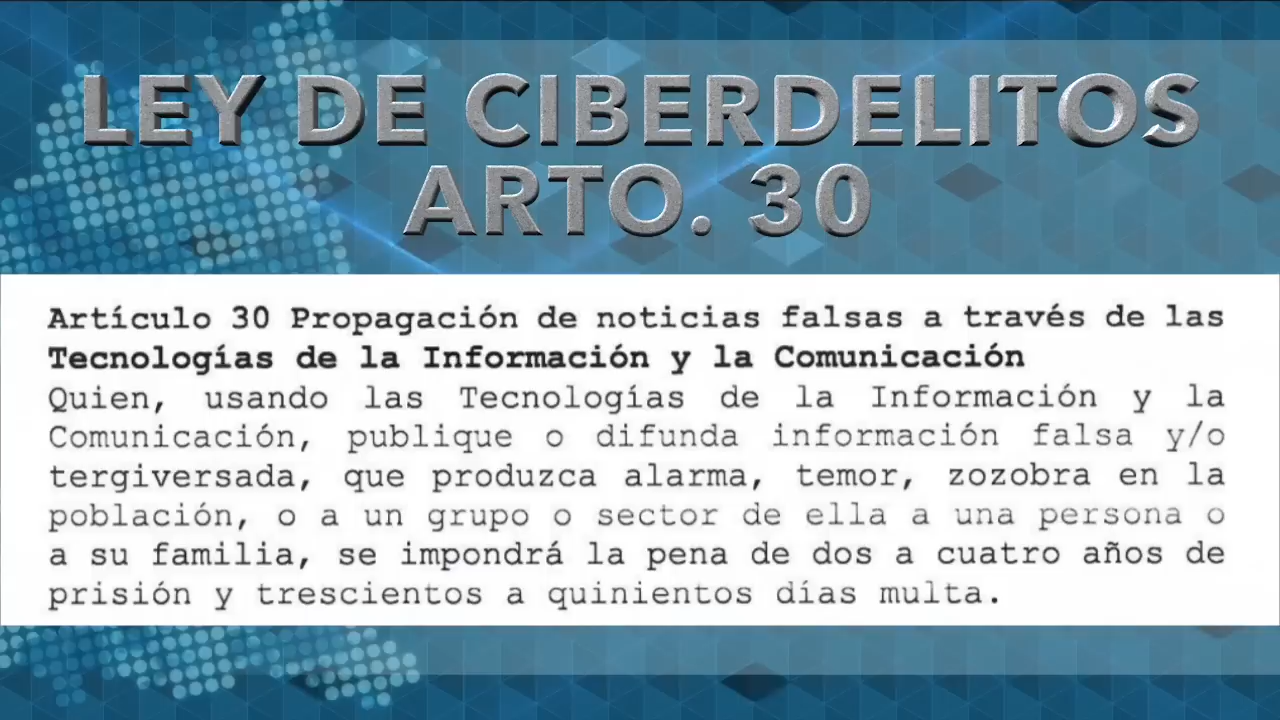 LEY DE CIBERDELITOS
ARTO. 30
Artículo 30 Propagación de noticias falsas a través de las
Tecnologías de la Información y la Comunicación
Quien, usando las Tecnologías de la Información y la
Comunicación, publique o difunda información falsa y/o
tergiversada, que produzca alarma, temor, zozobra en la
población, o a un grupo o sector de ella a una persona o
a su familia, se impondrá la pena de dos a cuatro años de
prisión y trescientos a quinientos días multa.